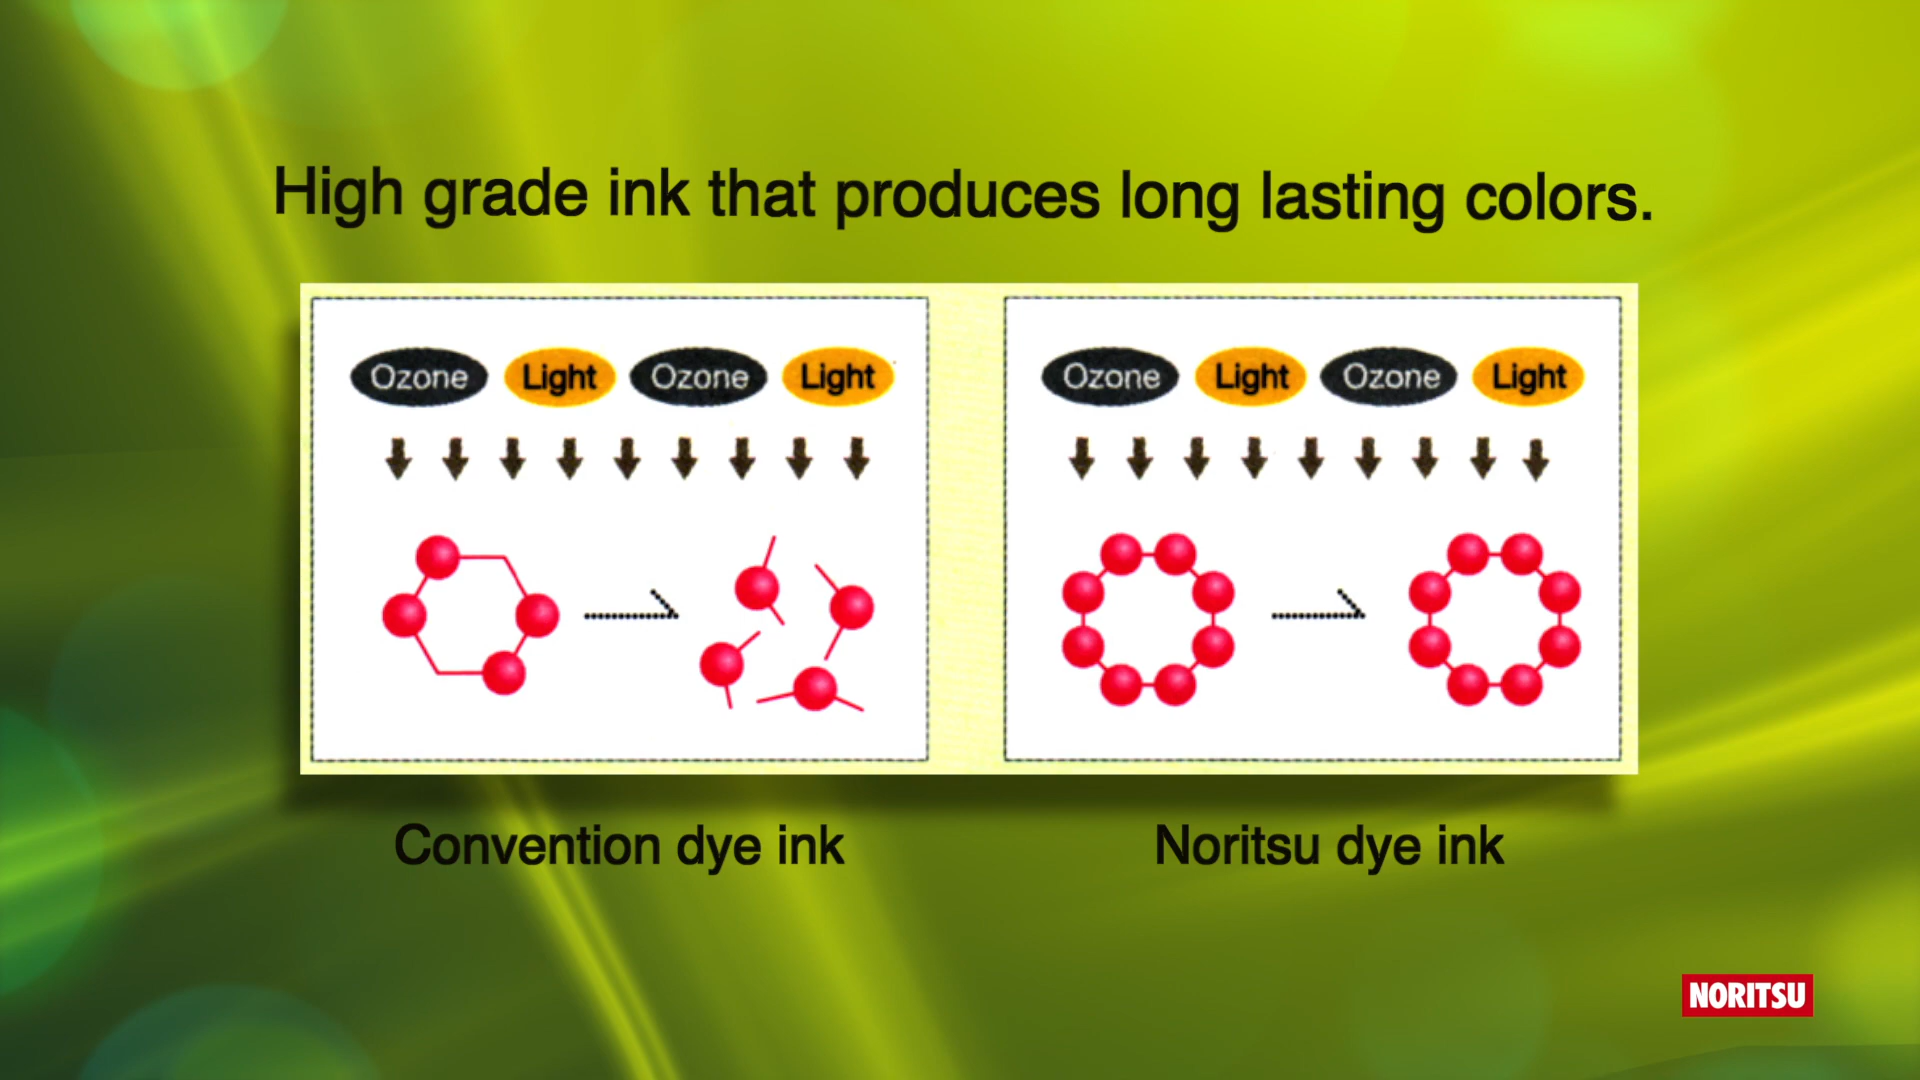 High grade ink that produces long lasting colors.
Ozone Light Ozone Light
Ozone Light Ozone Light
Convention dye ink
Noritsu dye ink
NORITSU